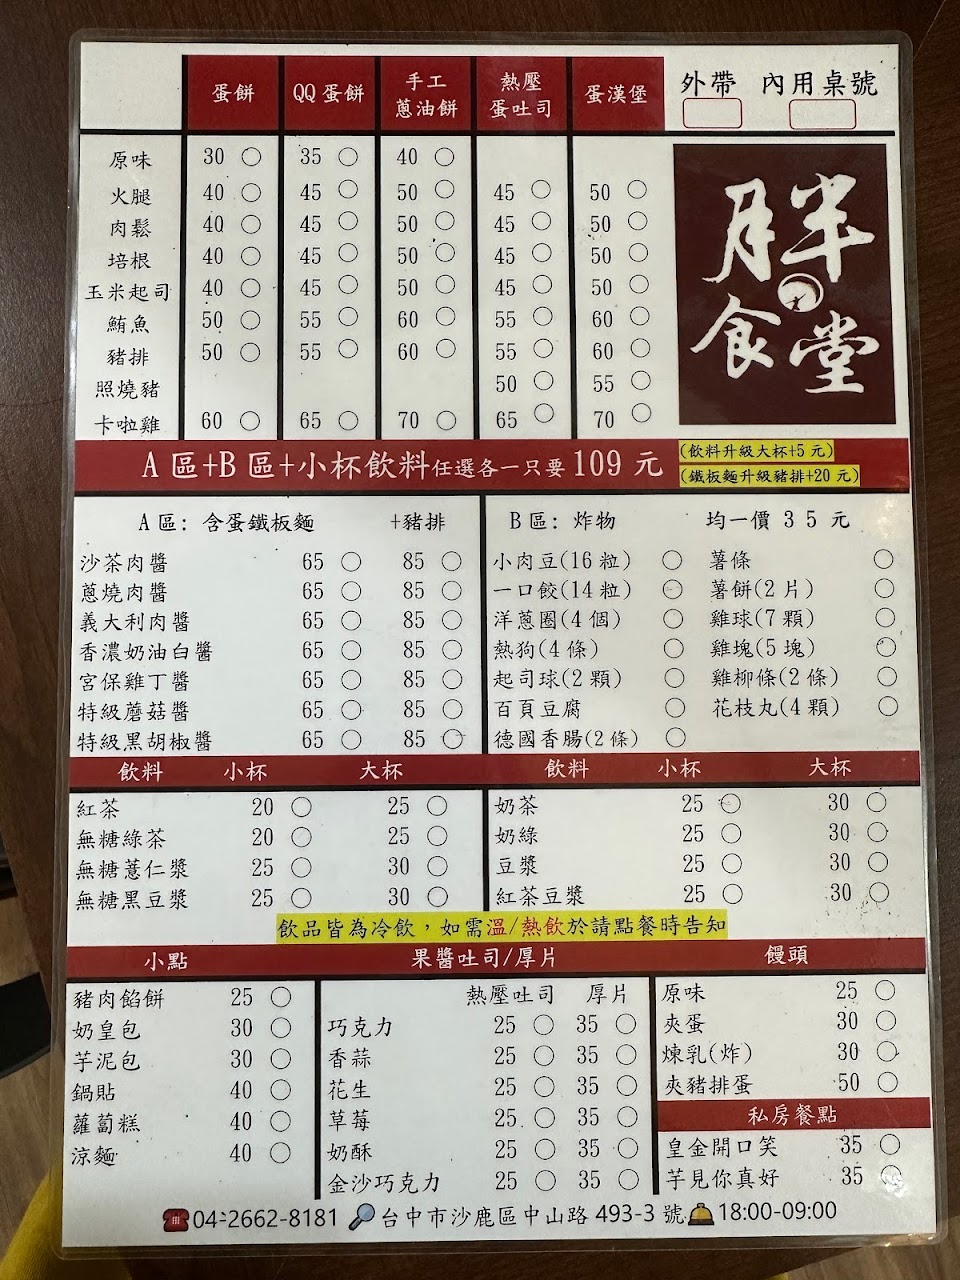 蛋餅 QQ蛋餅 手工蔥油餅 熱壓蛋吐司 蛋漢堡 外帶 內用桌號
原味 30 35 40
火腿 40 45 50 45 50
肉鬆 40 45 50 45 50
培根 40 45 50 45 50
玉米起司 40 45 50 45 50
鮪魚 50 55 60 55 60
豬排 50 55 60 55 60
照燒豬 50 55
卡啦雞 60 65 70 65 70
胖食堂
A區+B區+小杯飲料任選各一只要109元
(飲料升級大杯+5元)
(鐵板麵升級豬排+20元)
A區: 含蛋鐵板麵 +豬排
沙茶肉醬 65 85
蔥燒肉醬 65 85
義大利肉醬 65 85
香濃奶油白醬 65 85
宮保雞丁醬 65 85
特級蘑菇醬 65 85
特級黑胡椒醬 65 85
B區: 炸物 均一價 35元
小肉豆(16粒) 薯條
一口餃(14粒) 薯餅(2片)
洋蔥圈(4個) 雞球(7顆)
熱狗(4條) 雞塊(5塊)
起司球(2顆) 雞柳條(2條)
百頁豆腐 花枝丸(4顆)
德國香腸(2條)
飲料 小杯 大杯
紅茶 20 25
無糖綠茶 20 25
無糖薏仁漿 25 30
無糖黑豆漿 25 30
飲料 小杯 大杯
奶茶 25 30
奶綠 25 30
豆漿 25 30
紅茶豆漿 25 30
飲品皆為冷飲，如需溫/熱飲於請點餐時告知
小點
豬肉餡餅 25
奶皇包 30
芋泥包 30
鍋貼 40
蘿蔔糕 40
涼麵 40
果醬吐司/厚片
熱壓吐司 厚片
巧克力 25 35
香蒜 25 35
花生 25 35
草莓 25 35
奶酥 25 35
金沙巧克力 25 35
饅頭
原味 25
夾蛋 30
煉乳(炸) 30
夾豬排蛋 50
私房餐點
皇金開口笑 35
芋見你真好 35
04-2662-8181 台中市沙鹿區中山路 493-3 號 18:00-09:00